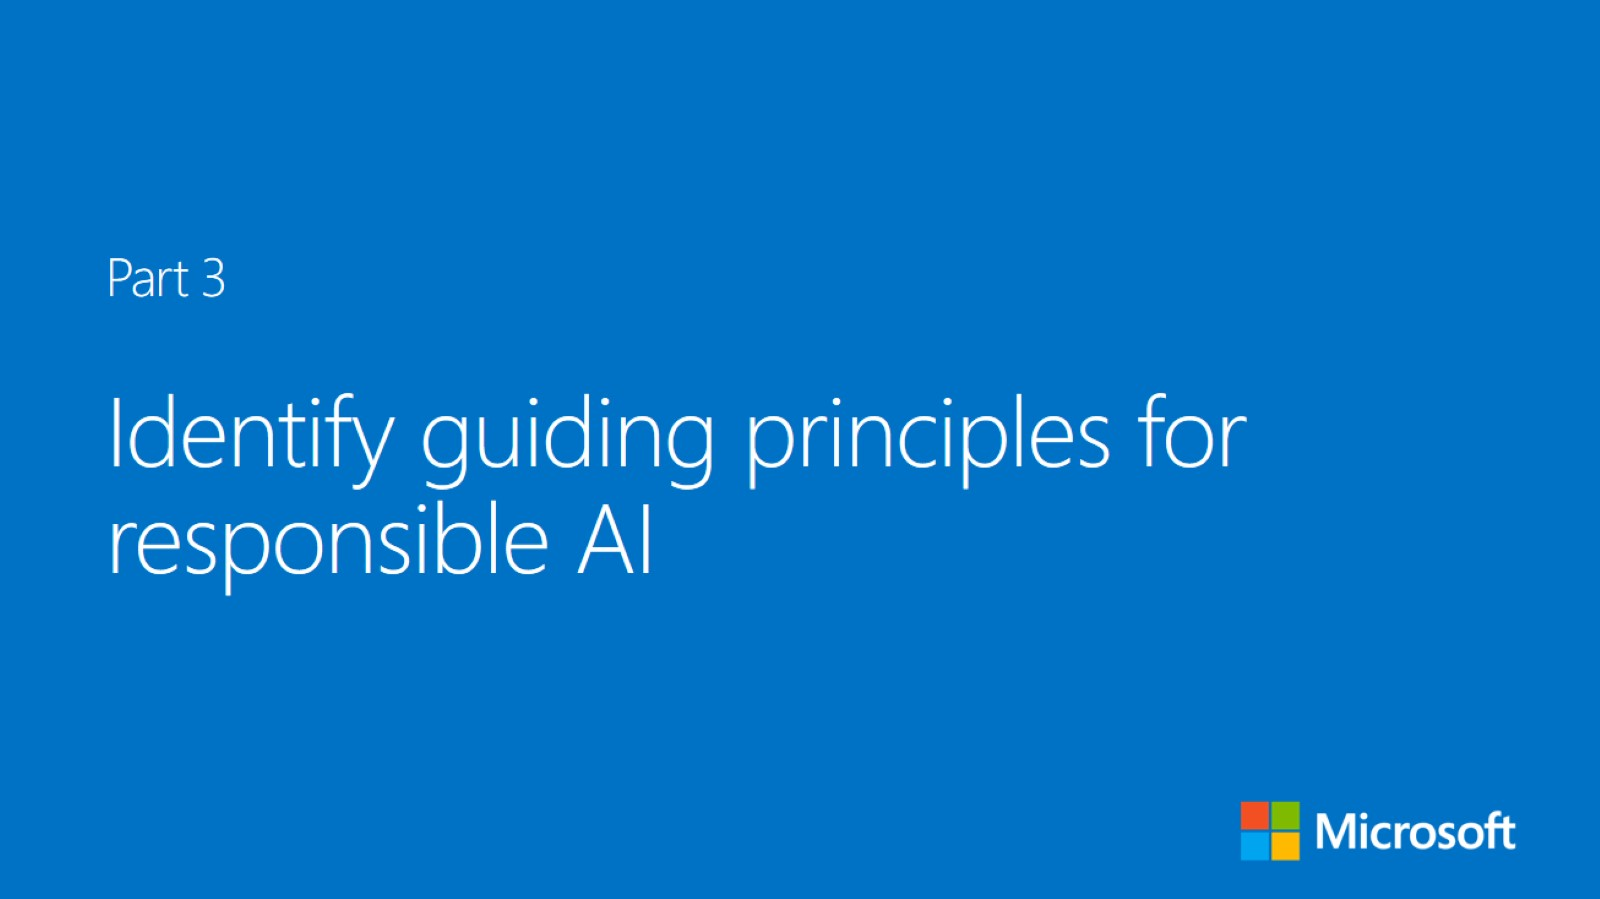 Part 3
Identify guiding principles for
responsible AI
Microsoft